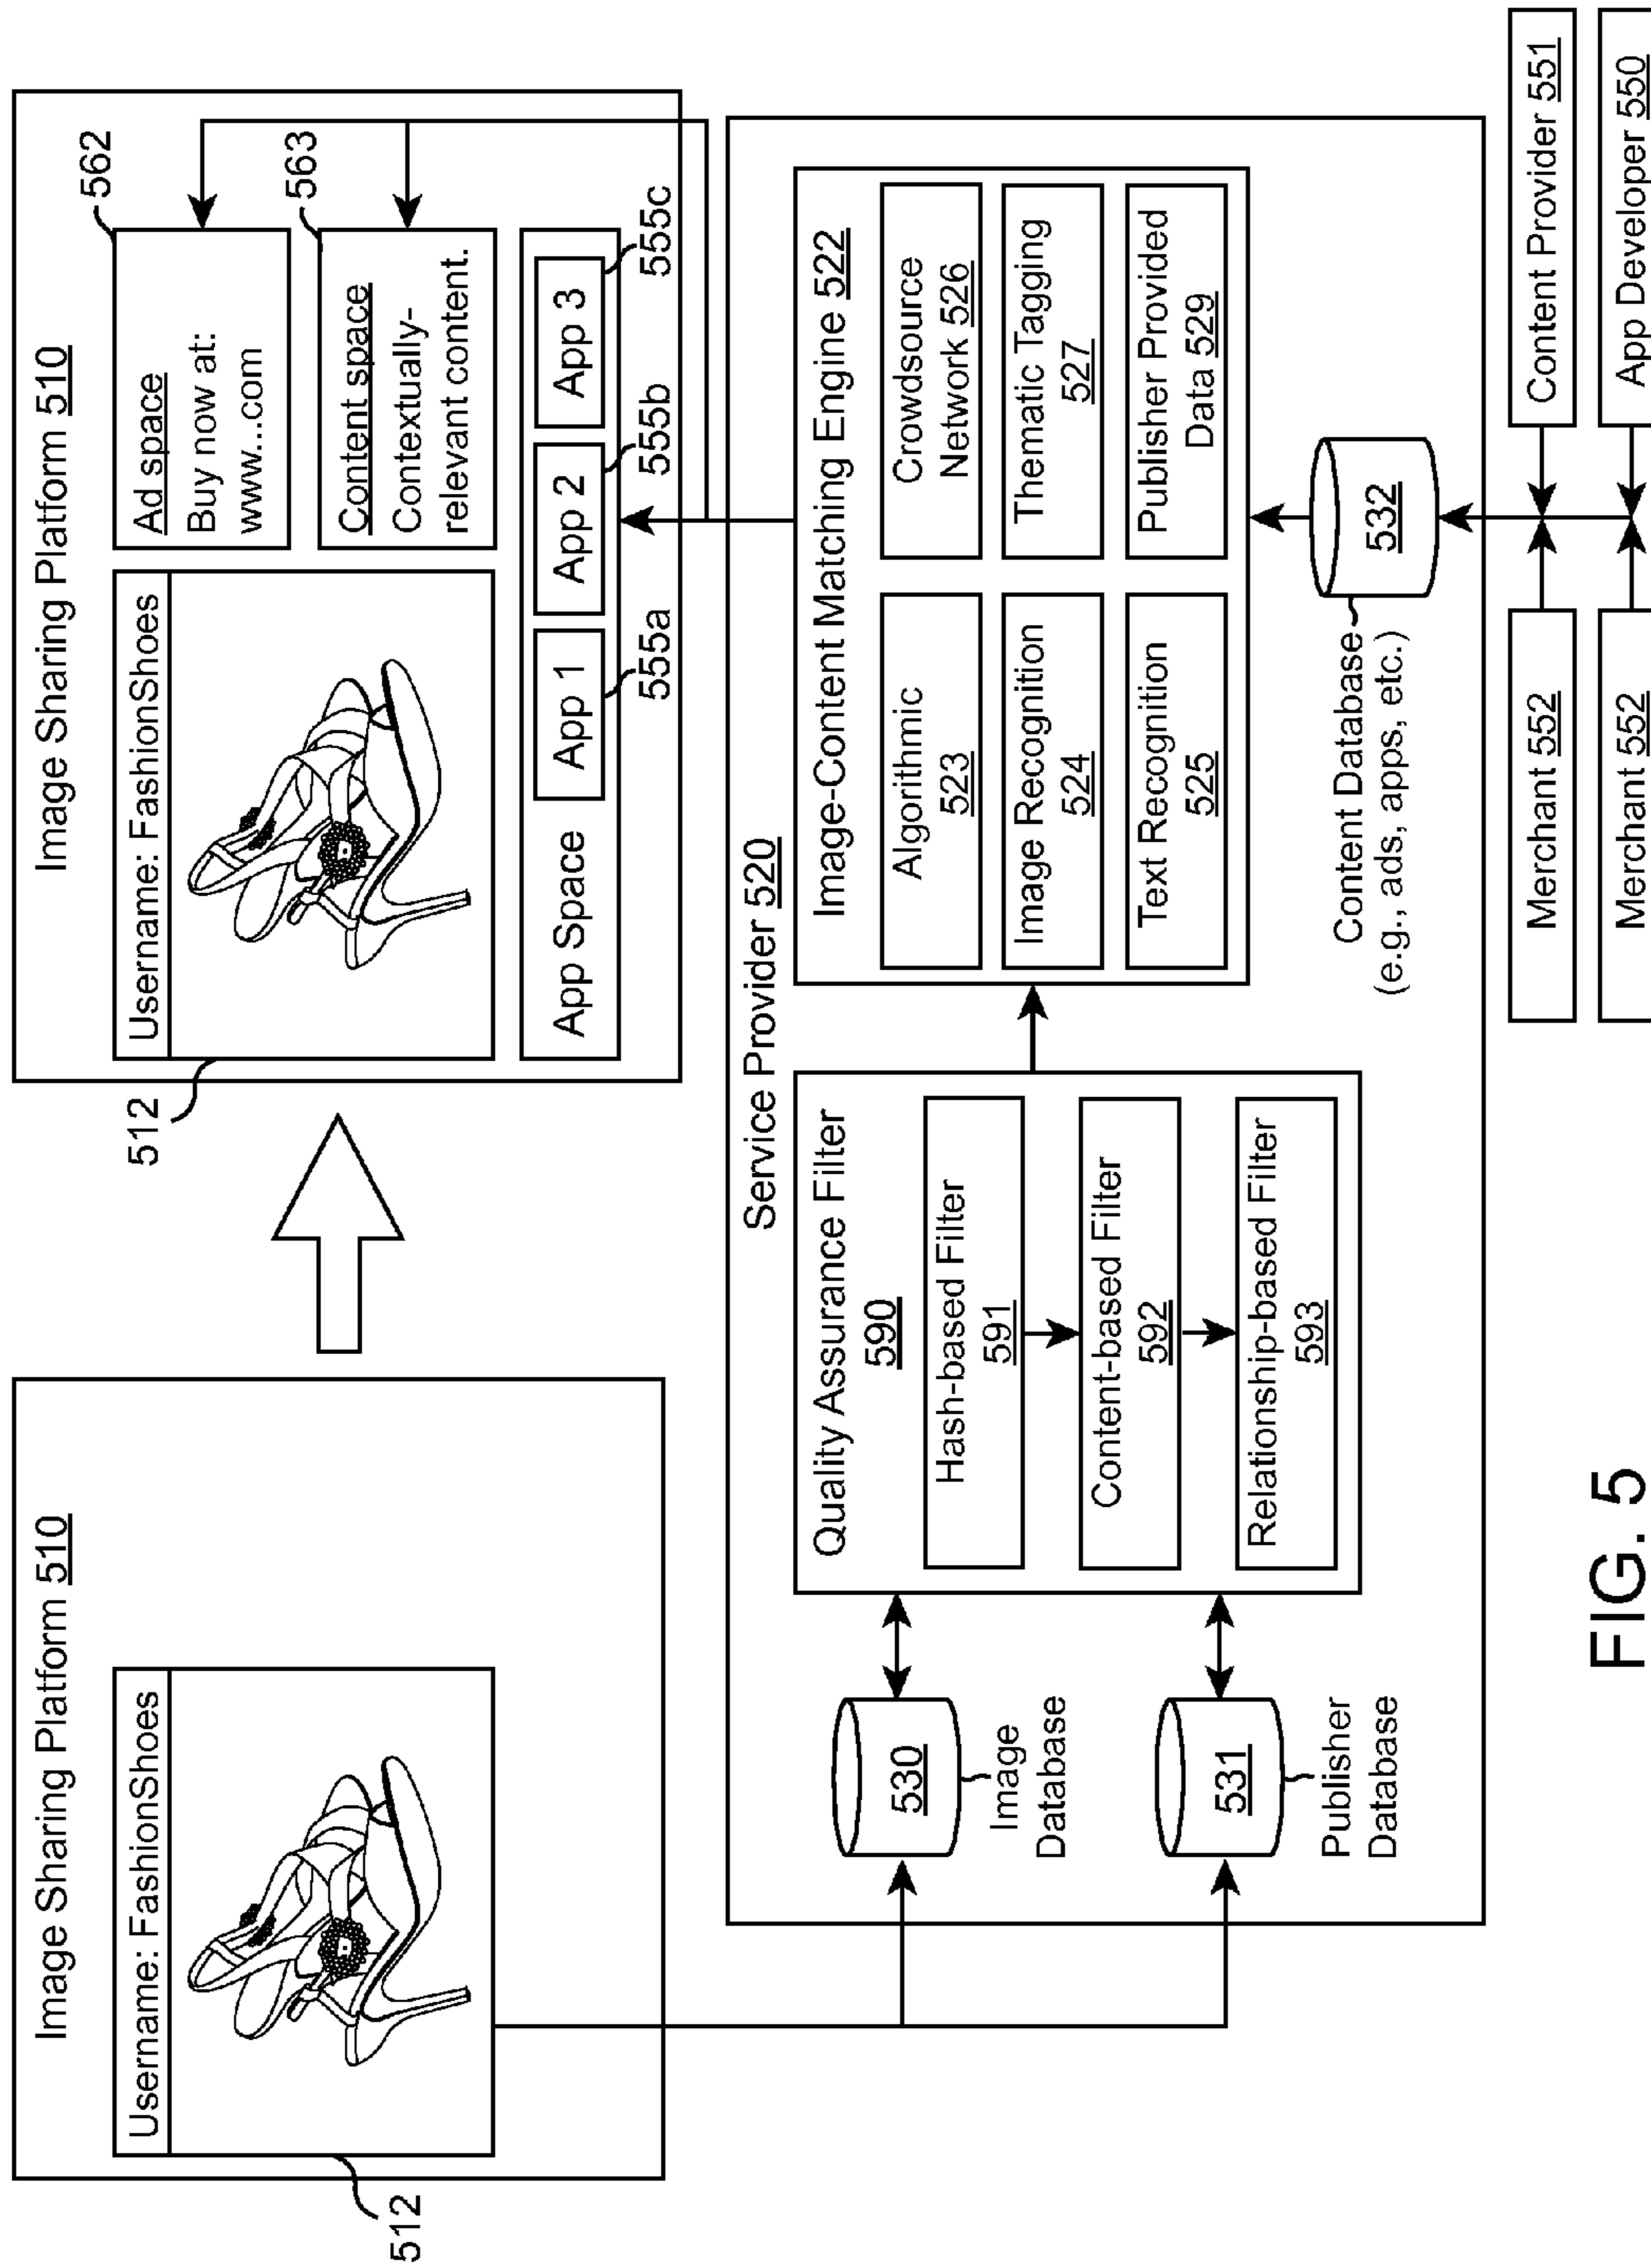 Image Sharing Platform 510
Username: FashionShoes
512
Image Sharing Platform 510
Username: FashionShoes
512
Ad space
Buy now at:
www...com
562
Content space
Contextually-
relevant content.
563
App Space
App 1
App 2
App 3
555a
555b
555c
Service Provider 520
530
Image
Database
531
Publisher
Database
Quality Assurance Filter
590
Hash-based Filter
591
Content-based Filter
592
Relationship-based Filter
593
Image-Content Matching Engine 522
Algorithmic
523
Crowdsource
Network 526
Image Recognition
524
Thematic Tagging
527
Text Recognition
525
Publisher Provided
Data 529
Content Database
(e.g., ads, apps, etc.)
532
Merchant 552
Content Provider 551
Merchant 552
App Developer 550
FIG. 5